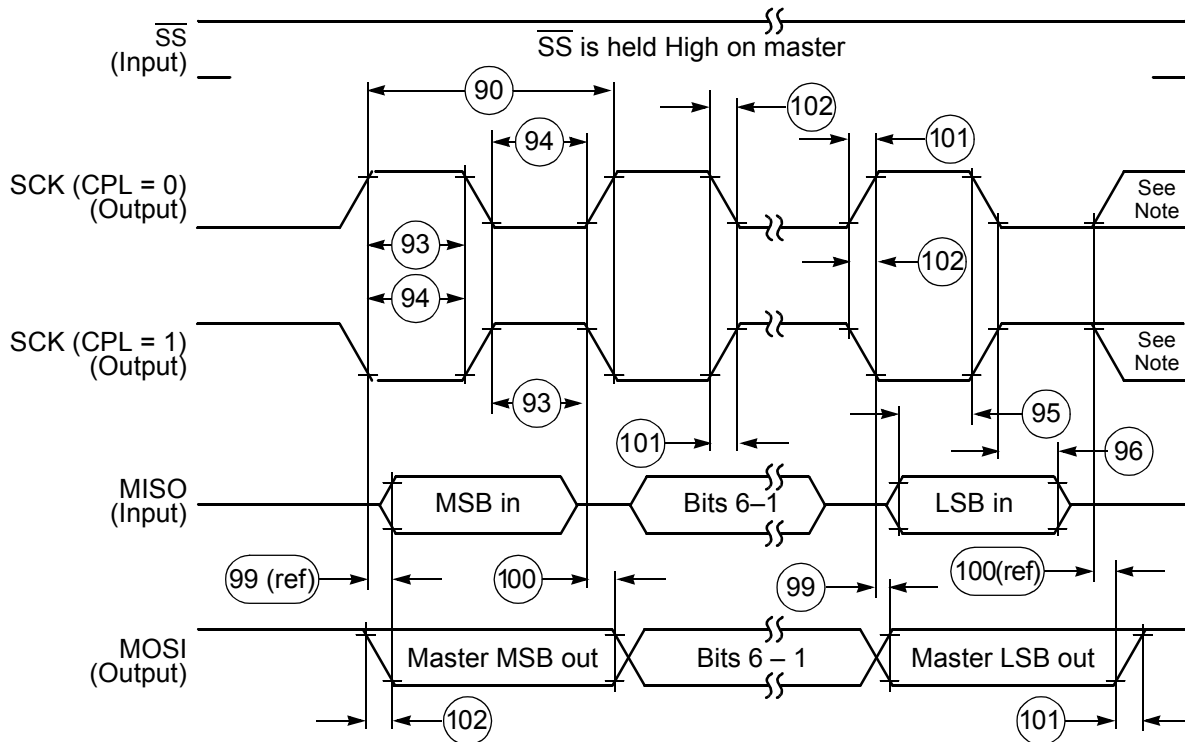 SS
(Input)
SS is held High on master
90
102
94
101
SCK (CPL = 0)
(Output)
See
Note
93
102
94
SCK (CPL = 1)
(Output)
See
Note
93
95
101
96
MISO
(Input)
MSB in
Bits 6–1
LSB in
99 (ref)
100
99
100(ref)
MOSI
(Output)
Master MSB out
Bits 6 – 1
Master LSB out
102
101